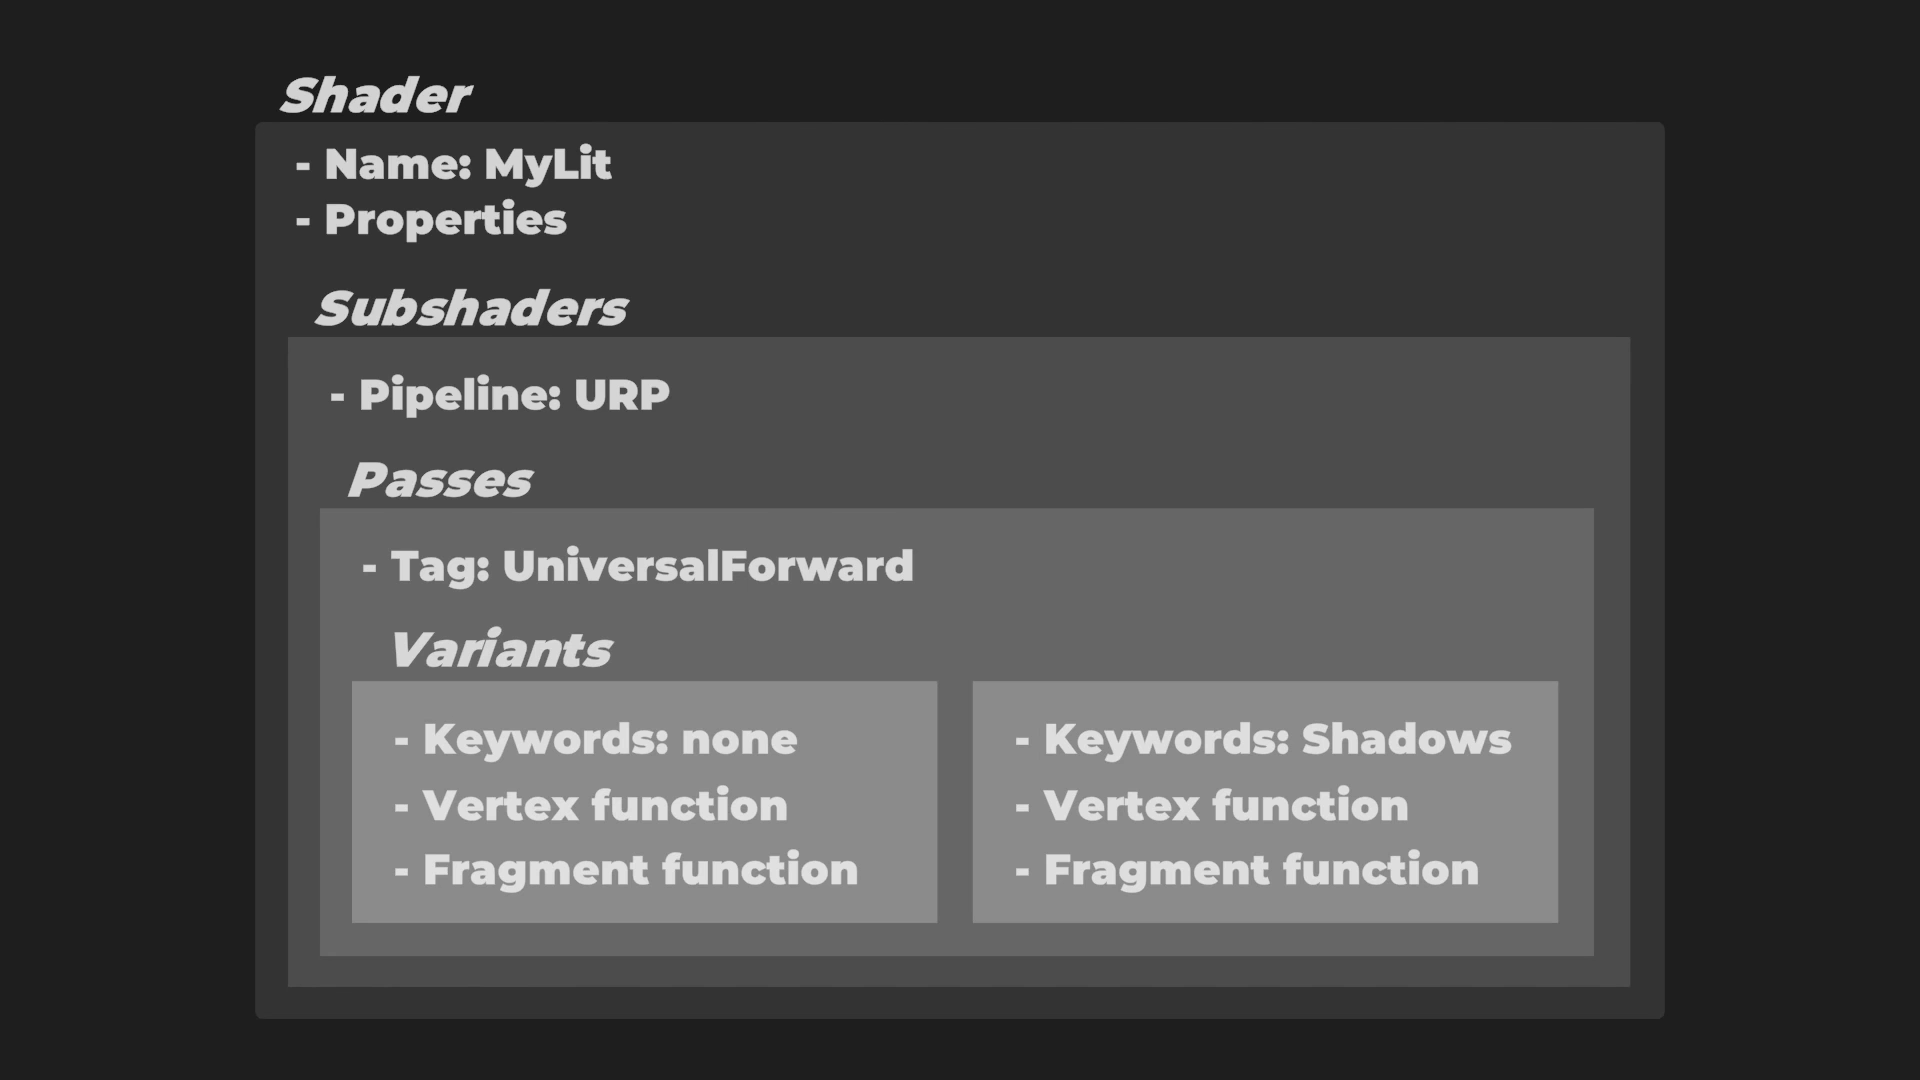 Shader
- Name: MyLit
- Properties
Subshaders
- Pipeline: URP
Passes
- Tag: UniversalForward
Variants
- Keywords: none
- Vertex function
- Fragment function
- Keywords: Shadows
- Vertex function
- Fragment function